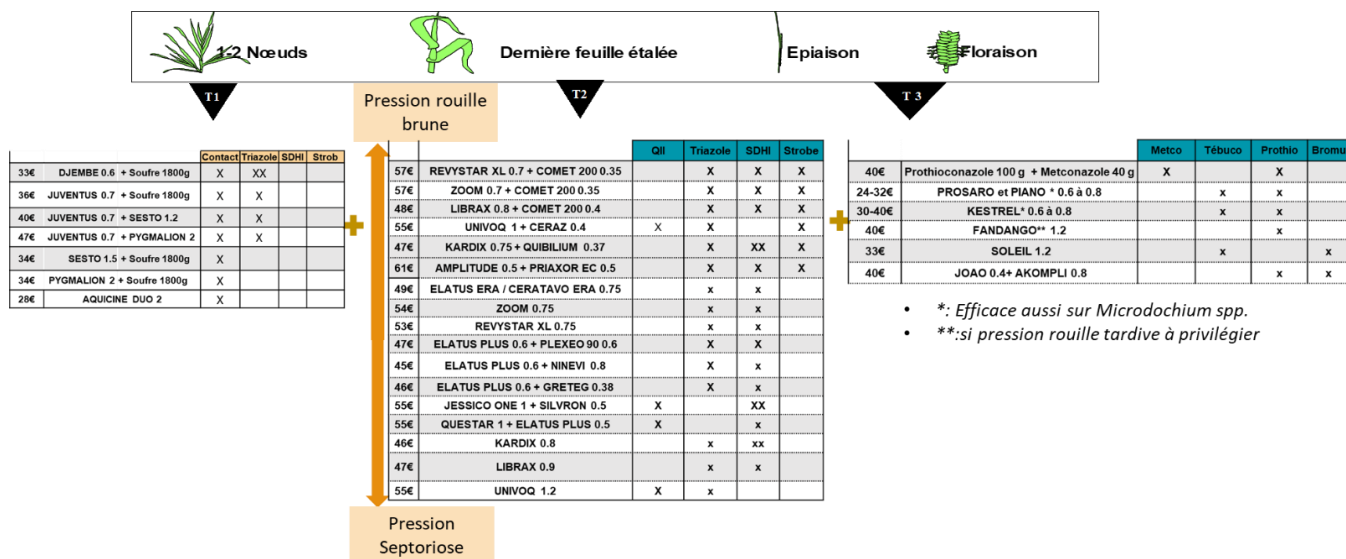 1-2 Nœuds
Dernière feuille étalée
Epiaison
Floraison
T1
T2
T 3
Pression rouille
brune
Contact Triazole SDHI Strob
33€ DJEMBE 0.6 + Soufre 1800g X XX
36€ JUVENTUS 0.7 + Soufre 1800g X X
40€ JUVENTUS 0.7 + SESTO 1.2 X X
47€ JUVENTUS 0.7 + PYGMALION 2 X X
34€ SESTO 1.5 + Soufre 1800g X
34€ PYGMALION 2 + Soufre 1800g X
28€ AQUICINE DUO 2 X
+
QII Triazole SDHI Strobe
57€ REVYSTAR XL 0.7 + COMET 200 0.35 X X X
57€ ZOOM 0.7 + COMET 200 0.35 X X X
48€ LIBRAX 0.8 + COMET 200 0.4 X X X
55€ UNIVOQ 1 + CERAZ 0.4 X X X
47€ KARDIX 0.75 + QUIBILIUM 0.37 X XX X
61€ AMPLITUDE 0.5 + PRIAXOR EC 0.5 X X X
49€ ELATUS ERA / CERATAVO ERA 0.75 x x
54€ ZOOM 0.75 x x
53€ REVYSTAR XL 0.75 x x
47€ ELATUS PLUS 0.6 + PLEXEO 90 0.6 X X
45€ ELATUS PLUS 0.6 + NINEVI 0.8 X x
46€ ELATUS PLUS 0.6 + GRETEG 0.38 X x
55€ JESSICO ONE 1 + SILVRON 0.5 X XX
55€ QUESTAR 1 + ELATUS PLUS 0.5 X x
46€ KARDIX 0.8 x xx
47€ LIBRAX 0.9 x x
55€ UNIVOQ 1.2 X x
Pression
Septoriose
+
Metco Tébuco Prothio Bromu
40€ Prothioconazole 100 g + Metconazole 40 g X X
24-32€ PROSARO et PIANO * 0.6 à 0.8 x x
30-40€ KESTREL* 0.6 à 0.8 x x
40€ FANDANGO** 1.2 x
33€ SOLEIL 1.2 x x
40€ JOAO 0.4+ AKOMPLI 0.8 x x
• *: Efficace aussi sur Microdochium spp.
• **:si pression rouille tardive à privilégier